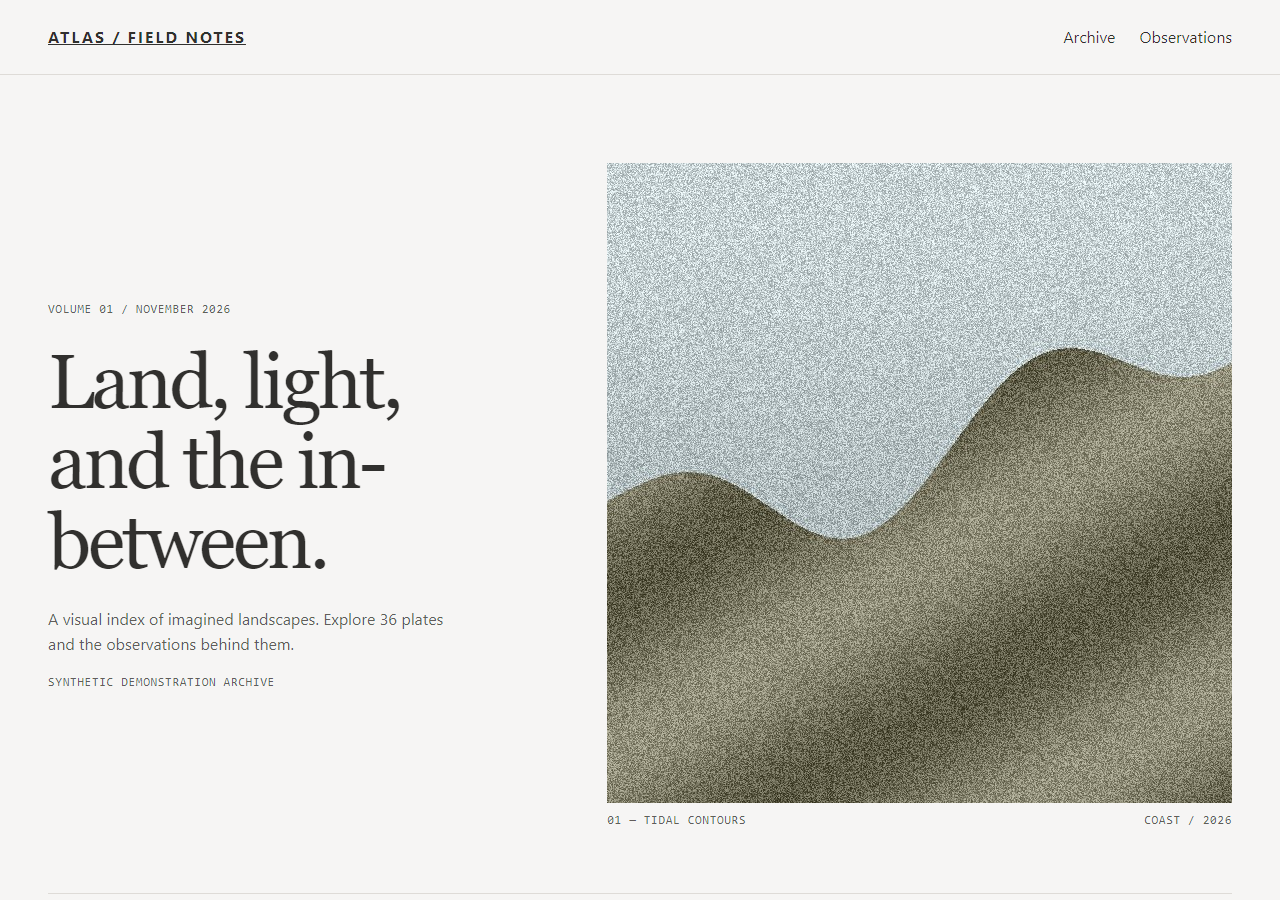 ATLAS / FIELD NOTES
Archive
Observations
VOLUME 01 / NOVEMBER 2026
Land, light,
and the in-
between.
A visual index of imagined landscapes. Explore 36 plates
and the observations behind them.
SYNTHETIC DEMONSTRATION ARCHIVE
01 — TIDAL CONTOURS
COAST / 2026